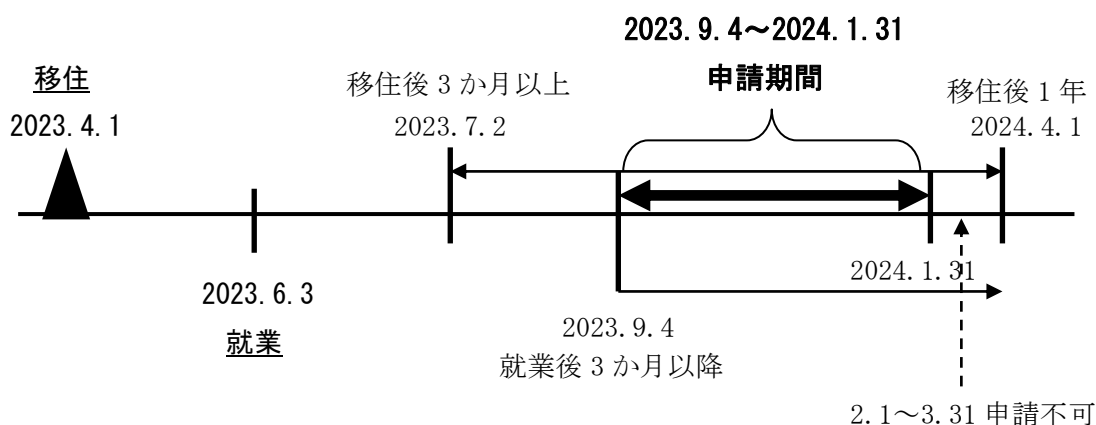 2023.9.4～2024.1.31
申請期間
移住
2023.4.1
移住後3か月以上
2023.7.2
移住後1年
2024.4.1
2023.6.3
就業
2024.1.31
2023.9.4
就業後3か月以降
2.1～3.31申請不可